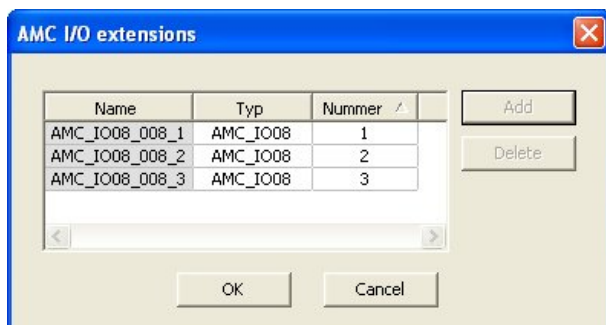 AMC I/O extensions
Name Typ Nummer
AMC_IO08_008_1 AMC_IO08 1
AMC_IO08_008_2 AMC_IO08 2
AMC_IO08_008_3 AMC_IO08 3
Add
Delete
OK Cancel